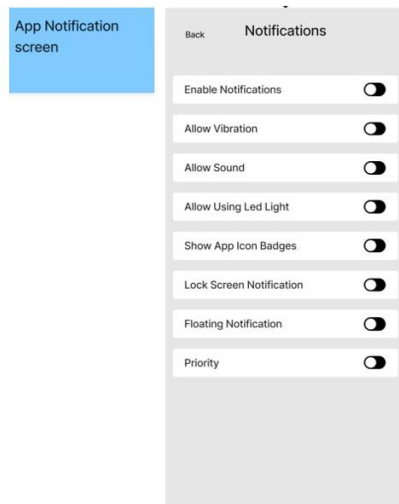 App Notification
screen
Back
Notifications
Enable Notifications
Allow Vibration
Allow Sound
Allow Using Led Light
Show App Icon Badges
Lock Screen Notification
Floating Notification
Priority